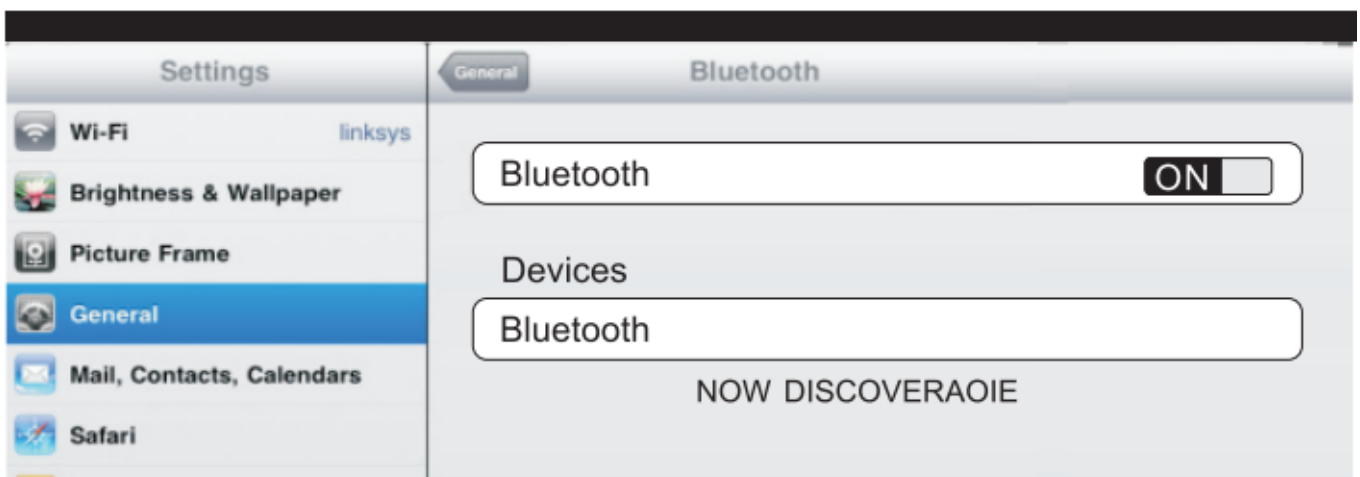 Settings
Wi-Fi linksys
Brightness & Wallpaper
Picture Frame
General
Mail, Contacts, Calendars
Safari
General Bluetooth
Bluetooth ON
Devices
Bluetooth
NOW DISCOVERAOIE